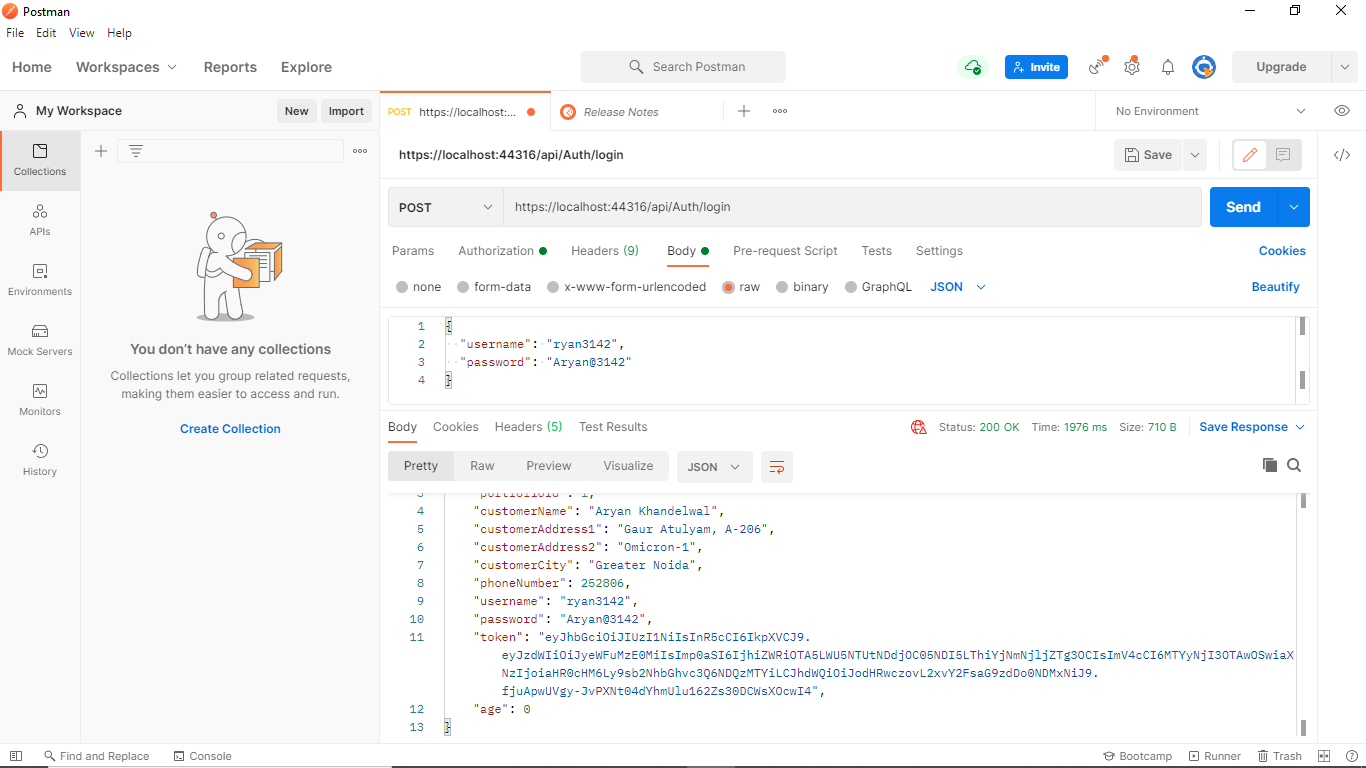 Postman
File Edit View Help
Home Workspaces Reports Explore Search Postman Invite Upgrade
My Workspace New Import POST https://localhost:... Release Notes No Environment
Collections
APIs
Environments
Mock Servers
Monitors
History
You don't have any collections
Collections let you group related requests,
making them easier to access and run.
Create Collection
https://localhost:44316/api/Auth/login Save
POST https://localhost:44316/api/Auth/login Send
Params Authorization Headers (9) Body Pre-request Script Tests Settings Cookies
none form-data x-www-form-urlencoded raw binary GraphQL JSON Beautify
1 {
2 "username": "ryan3142",
3 "password": "Aryan@3142"
4 }
Body Cookies Headers (5) Test Results Status: 200 OK Time: 1976 ms Size: 710 B Save Response
Pretty Raw Preview Visualize JSON
4 "customerName": "Aryan Khandelwal",
5 "customerAddress1": "Gaur Atulyam, A-206",
6 "customerAddress2": "Omicron-1",
7 "customerCity": "Greater Noida",
8 "phoneNumber": 252806,
9 "username": "ryan3142",
10 "password": "Aryan@3142",
11 "token": "eyJhbGciOiJIUzI1NiIsInR5cCI6IkpXVCJ9.
eyJzdWIiOiJyeWFuMzE0MiIsImp0aSI6IjhiZWRiOTA5LWU5NTUtNDdjOC05NDI5LThiYjNmNjljZTg3OCIsImV4cCI6MTYyNjI3OTAwOSwiaX
NzIjoiaHR0cHM6Ly9sb2NhbGhvc3Q6NDQzMTYiLCJhdWQiOiJodHRwczovL2xvY2FsaG9zdDo0NDMxNiJ9.
fjuApwUVgy-JvPXNt04dYhmUlu162Zs30DCWsXOcwI4",
12 "age": 0
13 }
Find and Replace Console Bootcamp Runner Trash